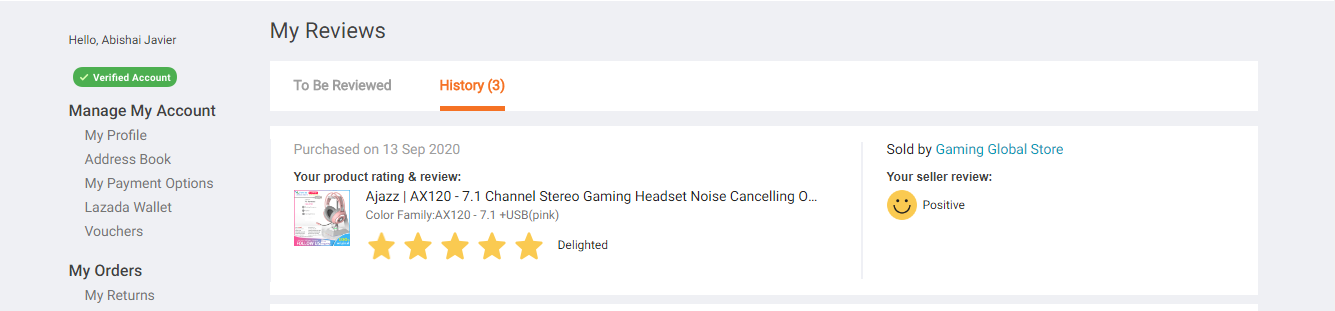 Hello, Abishai Javier
Verified Account
Manage My Account
My Profile
Address Book
My Payment Options
Lazada Wallet
Vouchers
My Orders
My Returns
My Reviews
To Be Reviewed
History (3)
Purchased on 13 Sep 2020
Your product rating & review:
Ajazz | AX120 - 7.1 Channel Stereo Gaming Headset Noise Cancelling O...
Color Family:AX120 - 7.1 +USB(pink)
Delighted
Sold by Gaming Global Store
Your seller review:
Positive